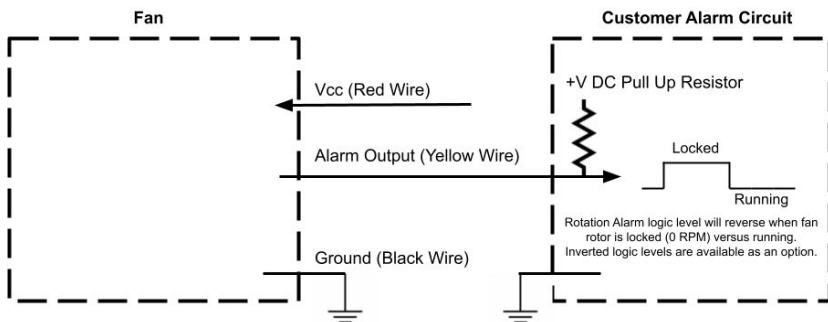 Fan
Customer Alarm Circuit
Vcc (Red Wire)
+V DC Pull Up Resistor
Alarm Output (Yellow Wire)
Locked
Running
Rotation Alarm logic level will reverse when fan
rotor is locked (0 RPM) versus running.
Inverted logic levels are available as an option.
Ground (Black Wire)